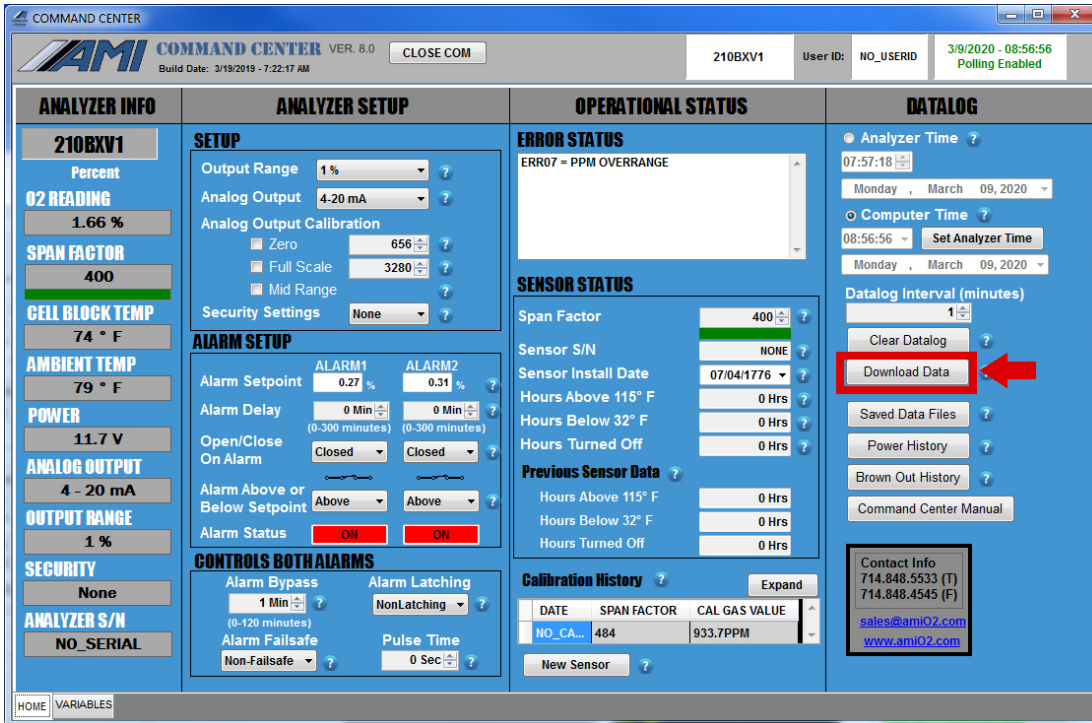 COMMAND CENTER
AMI
COMMAND CENTER VER. 8.0
Build Date: 3/19/2019 - 7:22:17 AM
CLOSE COM
210BXV1
User ID:
NO_USERID
3/9/2020 - 08:56:56
Polling Enabled
ANALYZER INFO
210BXV1
Percent
O2 READING
1.66 %
SPAN FACTOR
400
CELL BLOCK TEMP
74 ° F
AMBIENT TEMP
79 ° F
POWER
11.7 V
ANALOG OUTPUT
4 - 20 mA
OUTPUT RANGE
1 %
SECURITY
None
ANALYZER S/N
NO_SERIAL
ANALYZER SETUP
SETUP
Output Range 1 % ?
Analog Output 4-20 mA ?
Analog Output Calibration
Zero 656 ?
Full Scale 3280 ?
Mid Range ?
Security Settings None ?
ALARM SETUP
ALARM1 ALARM2
Alarm Setpoint 0.27 % 0.31 % ?
Alarm Delay 0 Min 0 Min ?
(0-300 minutes) (0-300 minutes)
Open/Close
On Alarm Closed Closed ?
Alarm Above or
Below Setpoint Above Above ?
Alarm Status ON ON
CONTROLS BOTH ALARMS
Alarm Bypass Alarm Latching
1 Min ? NonLatching ?
(0-120 minutes)
Alarm Failsafe Pulse Time
Non-Failsafe ? 0 Sec ?
OPERATIONAL STATUS
ERROR STATUS
ERR07 = PPM OVERRANGE
SENSOR STATUS
Span Factor 400 ?
Sensor S/N NONE ?
Sensor Install Date 07/04/1776 ?
Hours Above 115° F 0 Hrs ?
Hours Below 32° F 0 Hrs ?
Hours Turned Off 0 Hrs ?
Previous Sensor Data ?
Hours Above 115° F 0 Hrs
Hours Below 32° F 0 Hrs
Hours Turned Off 0 Hrs
Calibration History ? Expand
DATE SPAN FACTOR CAL GAS VALUE
NO_CA... 484 933.7PPM
New Sensor ?
DATALOG
Analyzer Time ?
07:57:18
Monday , March 09, 2020
Computer Time ?
08:56:56 Set Analyzer Time
Monday , March 09, 2020
Datalog Interval (minutes)
1
Clear Datalog ?
Download Data
Saved Data Files ?
Power History ?
Brown Out History ?
Command Center Manual
Contact Info
714.848.5533 (T)
714.848.4545 (F)
sales@amiO2.com
www.amiO2.com
HOME VARIABLES